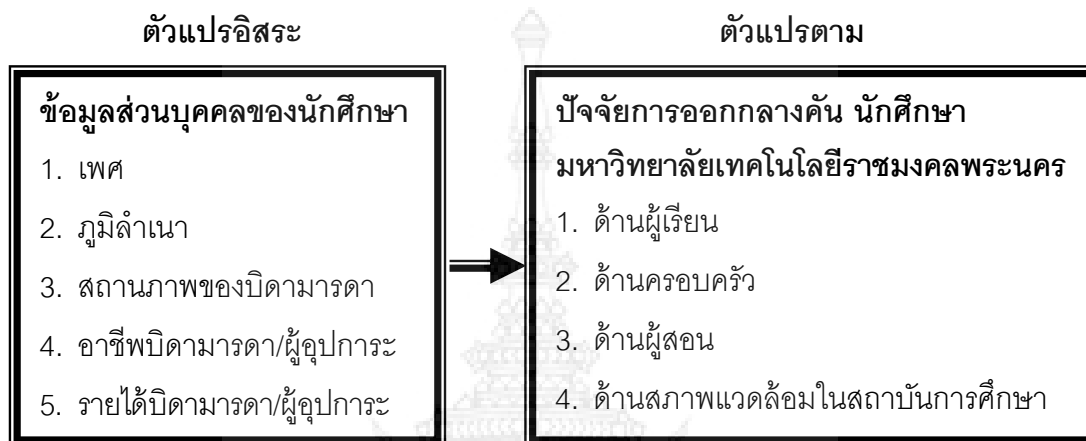 ตัวแปรอิสระ
ข้อมูลส่วนบุคคลของนักศึกษา
1. เพศ
2. ภูมิลำเนา
3. สถานภาพของบิดามารดา
4. อาชีพบิดามารดา/ผู้อุปการะ
5. รายได้บิดามารดา/ผู้อุปการะ
ตัวแปรตาม
ปัจจัยการออกกลางคัน นักศึกษา
มหาวิทยาลัยเทคโนโลยีราชมงคลพระนคร
1. ด้านผู้เรียน
2. ด้านครอบครัว
3. ด้านผู้สอน
4. ด้านสภาพแวดล้อมในสถาบันการศึกษา